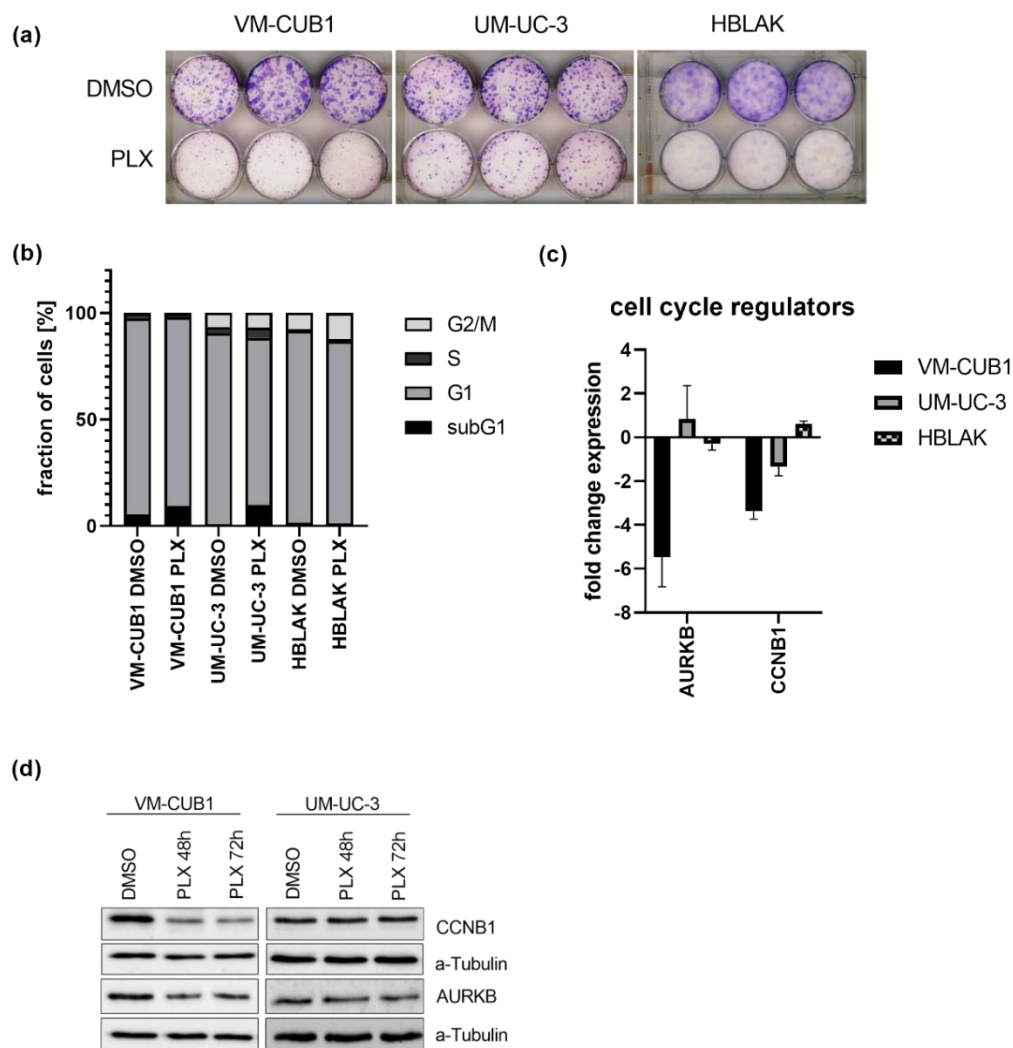 (a)
VM-CUB1 UM-UC-3 HBLAK
DMSO
PLX
(b)
fraction of cells [%]
100
50
0
G2/M
S
G1
subG1
VM-CUB1 DMSO
VM-CUB1 PLX
UM-UC-3 DMSO
UM-UC-3 PLX
HBLAK DMSO
HBLAK PLX
(c)
cell cycle regulators
fold change expression
4
2
0
-2
-4
-6
-8
VM-CUB1
UM-UC-3
HBLAK
AURKB
CCNB1
(d)
VM-CUB1 UM-UC-3
DMSO
PLX 48h
PLX 72h
DMSO
PLX 48h
PLX 72h
CCNB1
a-Tubulin
AURKB
a-Tubulin